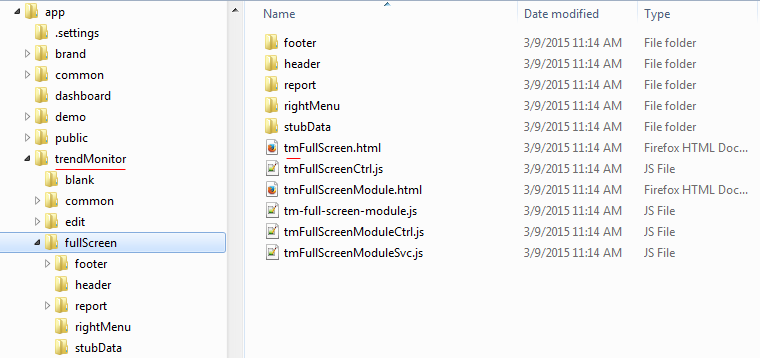 app
.settings
brand
common
dashboard
demo
public
trendMonitor
blank
common
edit
fullScreen
footer
header
report
rightMenu
stubData
Name Date modified Type
footer 3/9/2015 11:14 AM File folder
header 3/9/2015 11:14 AM File folder
report 3/9/2015 11:14 AM File folder
rightMenu 3/9/2015 11:14 AM File folder
stubData 3/9/2015 11:14 AM File folder
tmFullScreen.html 3/9/2015 11:14 AM Firefox HTML Doc...
tmFullScreenCtrl.js 3/9/2015 11:14 AM JS File
tmFullScreenModule.html 3/9/2015 11:14 AM Firefox HTML Doc...
tm-full-screen-module.js 3/9/2015 11:14 AM JS File
tmFullScreenModuleCtrl.js 3/9/2015 11:14 AM JS File
tmFullScreenModuleSvc.js 3/9/2015 11:14 AM JS File